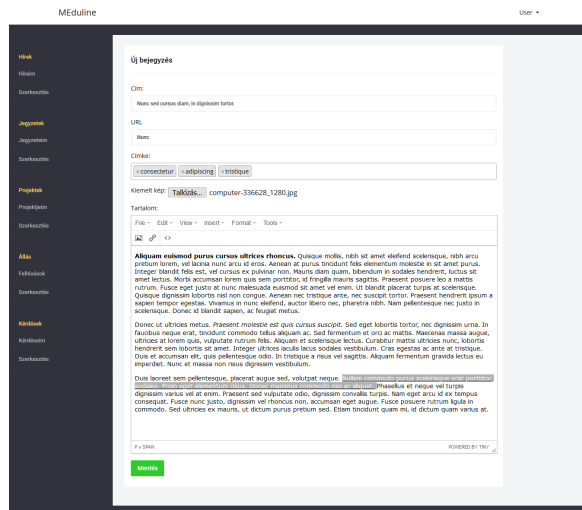 MEduline
User
Hírek
Híreim
Szerkesztés
Jegyzetek
Jegyzeteim
Szerkesztés
Projektek
Projektjeim
Szerkesztés
Állás
Felhívások
Szerkesztés
Kérdések
Kérdéseim
Szerkesztés
Új bejegyzés
Cím:
Nunc sed cursus diam, in dignissim tortor.
URL
Nunc
Címke:
×consectetur ×adipiscing ×tristique
Kiemelt kép: Tallózás... computer-336628_1280.jpg
Tartalom:
File Edit View Insert Format Tools
Aliquam euismod purus cursus ultrices rhoncus. Quisque mollis, nibh sit amet eleifend scelerisque, nibh arcu
pretium lorem, vel lacinia nunc arcu id eros. Aenean at purus tincidunt felis elementum molestie in sit amet purus.
Integer blandit felis est, vel cursus ex pulvinar non. Mauris diam quam, bibendum in sodales hendrerit, luctus sit
amet lectus. Morbi accumsan lorem quis sem porttitor, id fringilla mauris sagittis. Praesent posuere leo a mattis
rutrum. Fusce eget justo at nunc malesuada euismod sit amet vel enim. Ut blandit placerat turpis at scelerisque.
Quisque dignissim lobortis nisl non congue. Aenean nec tristique ante, nec suscipit tortor. Praesent hendrerit ipsum a
sapien tempor egestas. Vivamus in nunc eleifend, auctor libero nec, pharetra nibh. Nam pellentesque nec justo in
scelerisque. Donec id blandit sapien, ac feugiat metus.
Donec ut ultricies metus. Praesent molestie est quis cursus suscipit. Sed eget lobortis tortor, nec dignissim urna. In
faucibus neque erat, tincidunt commodo tellus aliquam ac. Sed fermentum et orci ac mattis. Maecenas massa augue,
ultricies at lorem quis, vulputate rutrum felis. Aliquam et scelerisque lectus. Curabitur mattis ultricies nunc, lobortis
hendrerit sem lobortis sit amet. Integer ultrices iaculis lacus sodales vestibulum. Cras egestas ac ante at tristique.
Duis et accumsan elit, quis pellentesque odio. In tristique a risus vel sagittis. Aliquam fermentum gravida lectus eu
imperdiet. Nunc et massa non risus dignissim vestibulum.
Duis laoreet sem pellentesque, placerat augue sed, volutpat neque. Nullam commodo purus scelerisque erat porttitor
sodales. Proin eget elementum risus. Donec maximus commodo nisi ac aliquet. Phasellus et neque vel turpis
dignissim varius vel at enim. Praesent sed vulputate odio, dignissim convallis turpis. Nam eget arcu id ex tempus
consequat. Fusce nunc justo, dignissim vel rhoncus non, accumsan eget augue. Fusce posuere rutrum ligula in
commodo. Sed ultricies ex mauris, ut dictum purus pretium sed. Etiam tincidunt quam mi, id dictum quam varius at.
P » SPAN
POWERED BY TINY
Mentés